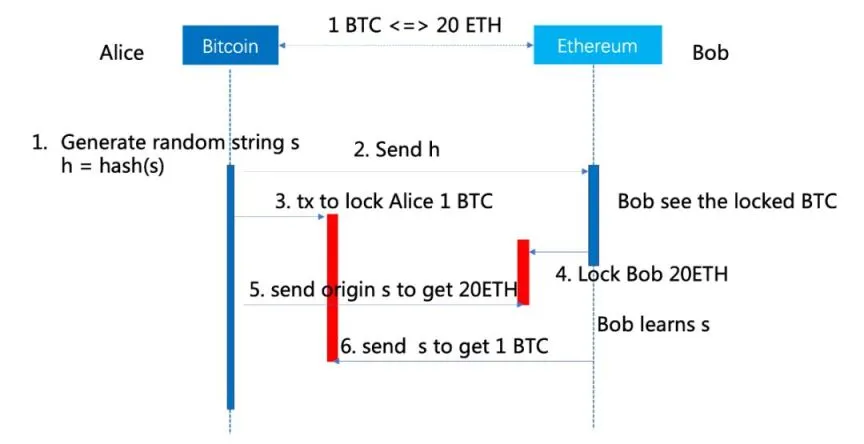 1 BTC <=> 20 ETH
Alice
Bitcoin
Ethereum
Bob
1. Generate random string s
h = hash(s)
2. Send h
3. tx to lock Alice 1 BTC
Bob see the locked BTC
4. Lock Bob 20ETH
5. send origin s to get 20ETH
Bob learns s
6. send s to get 1 BTC